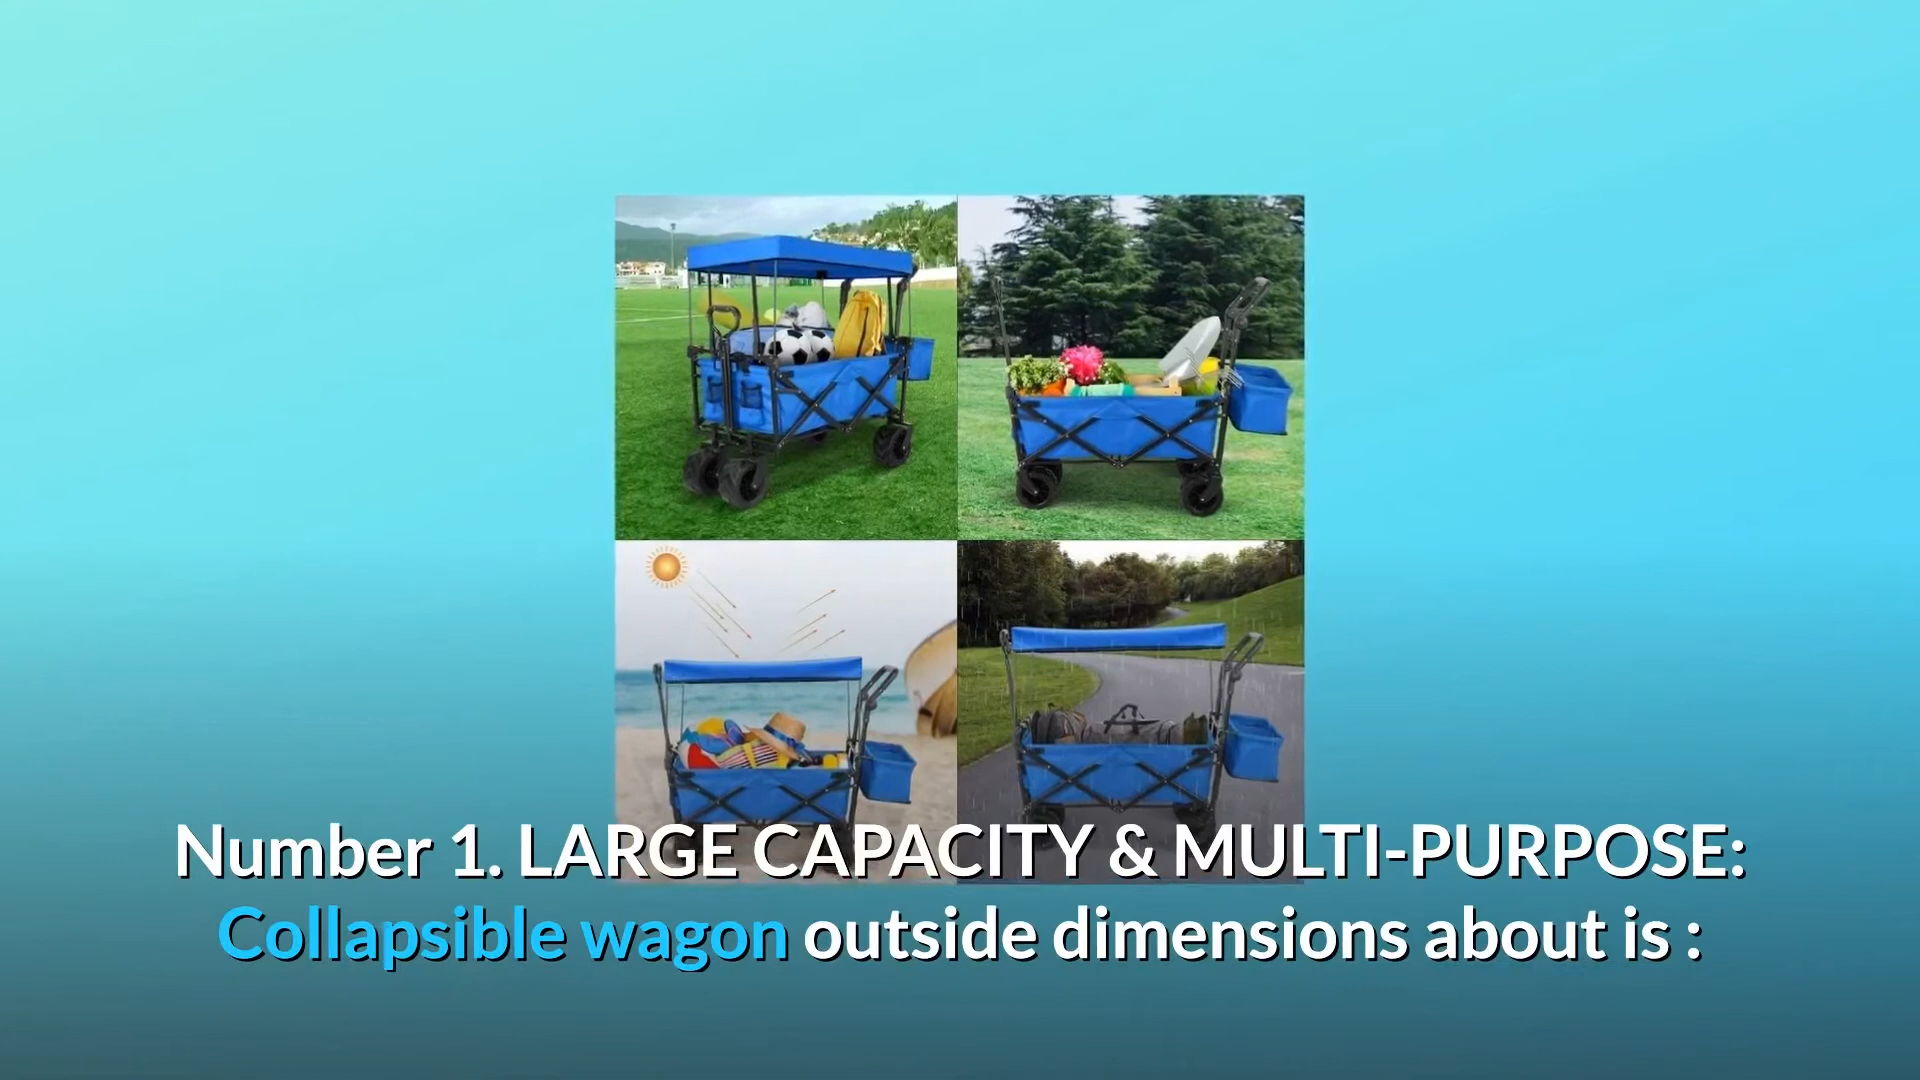 Number 1. LARGE CAPACITY & MULTI-PURPOSE:
Collapsible wagon outside dimensions about is :